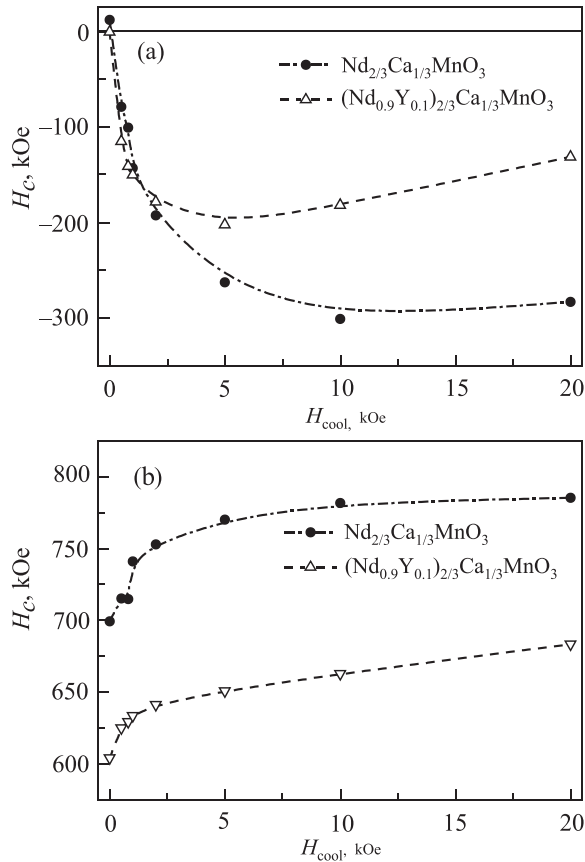 (a)
Nd2/3Ca1/3MnO3
(Nd0.9Y0.1)2/3Ca1/3MnO3
0
–100
–200
–300
HC, kOe
0 5 10 15 20
Hcool, kOe
(b)
800
750
700
650
600
HC, kOe
Nd2/3Ca1/3MnO3
(Nd0.9Y0.1)2/3Ca1/3MnO3
0 5 10 15 20
Hcool, kOe